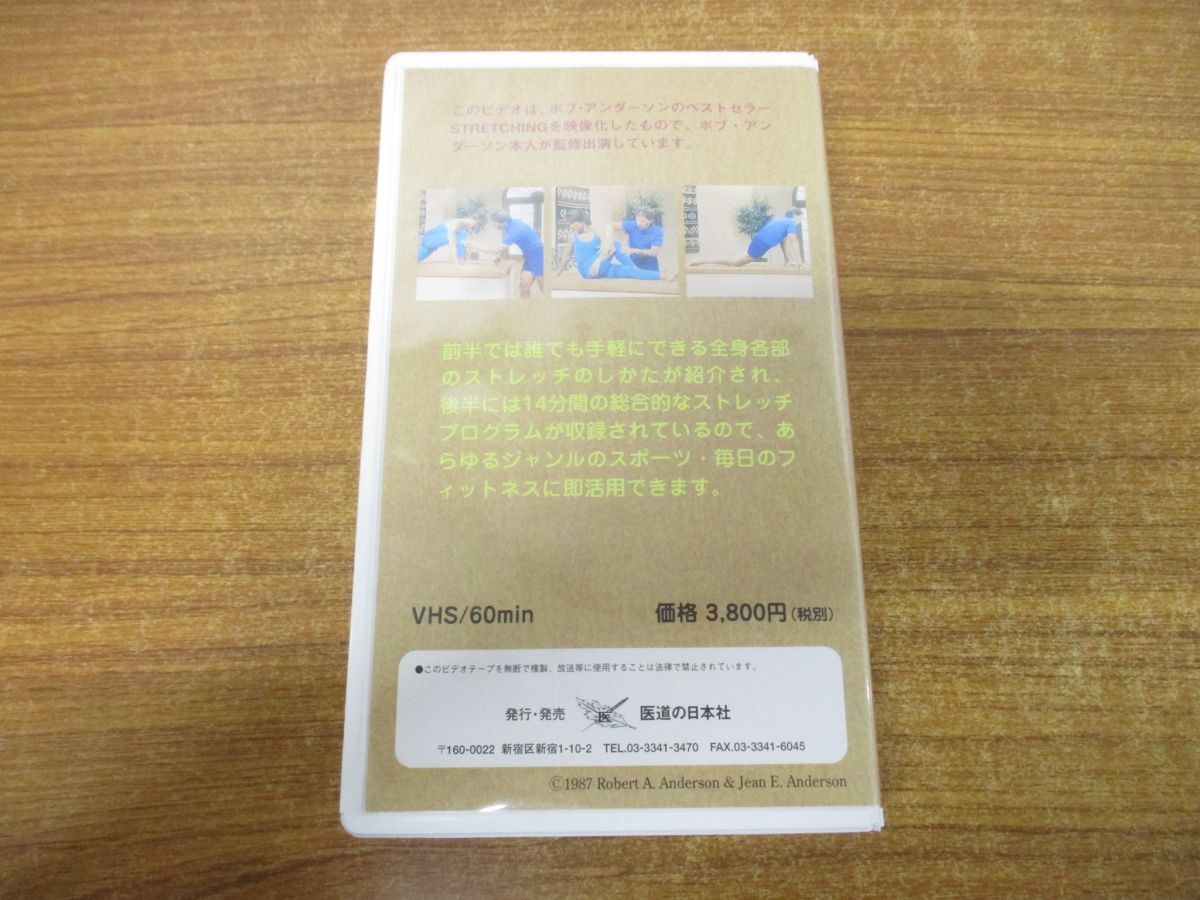 このビデオは、ボブ・アンダーソンのベストセラー
STRETCHINGを映像化したもので、ボブ・アン
ダーソン本人が監修出演しています。
前半では誰でも手軽にできる全身各部
のストレッチのしかたが紹介され、
後半には14分間の総合的なストレッチ
プログラムが収録されているので、あ
らゆるジャンルのスポーツ・毎日のフ
ィットネスに即活用できます。
VHS/60min 価格 3,800円(税別)
●このビデオテープを無断で複製、放送等に使用することは法律で禁止されています。
発行・発売 医 医道の日本社
〒160-0022 新宿区新宿1-10-2 TEL.03-3341-3470 FAX.03-3341-6045
©1987 Robert A. Anderson & Jean E. Anderson